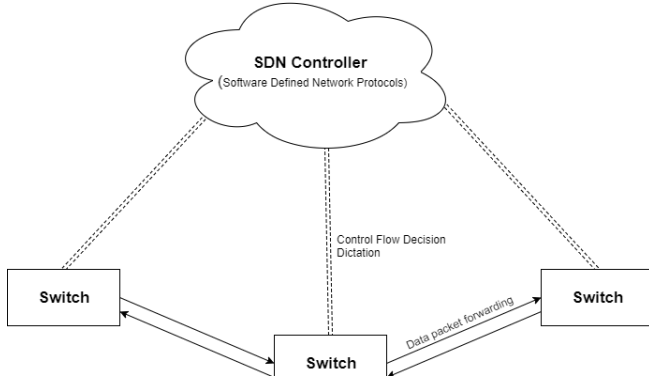 SDN Controller
(Software Defined Network Protocols)
Control Flow Decision
Dictation
Switch
Data packet forwarding
Switch
Switch